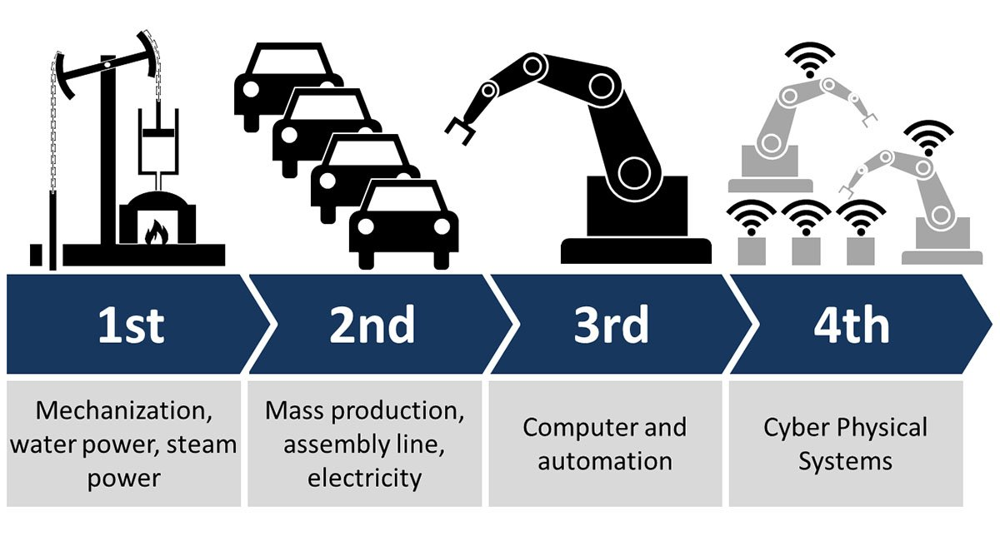 1st
2nd
3rd
4th
Mechanization,
water power, steam
power
Mass production,
assembly line,
electricity
Computer and
automation
Cyber Physical
Systems